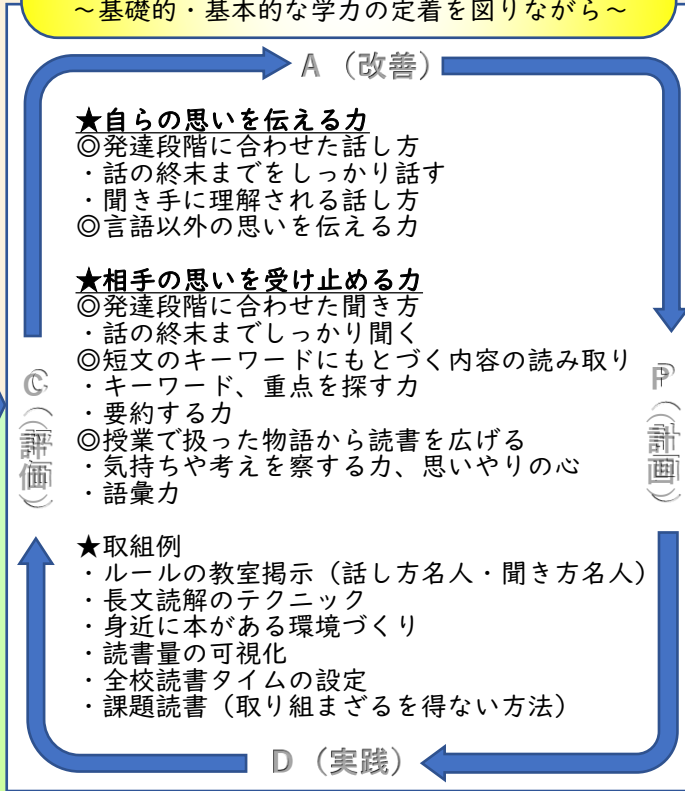 ～基礎的・基本的な学力の定着を図りながら～
A（改善）
★自らの思いを伝える力
◎発達段階に合わせた話し方
・話の終末までをしっかり話す
・聞き手に理解される話し方
◎言語以外の思いを伝える力
★相手の思いを受け止める力
◎発達段階に合わせた聞き方
・話の終末までしっかり聞く
◎短文のキーワードにもとづく内容の読み取り
・キーワード、重点を探す力
・要約する力
◎授業で扱った物語から読書を広げる
・気持ちや考えを察する力、思いやりの心
・語彙力
★取組例
・ルールの教室掲示（話し方名人・聞き方名人）
・長文読解のテクニック
・身近に本がある環境づくり
・読書量の可視化
・全校読書タイムの設定
・課題読書（取り組まざるを得ない方法）
C（評価）
P（計画）
D（実践）